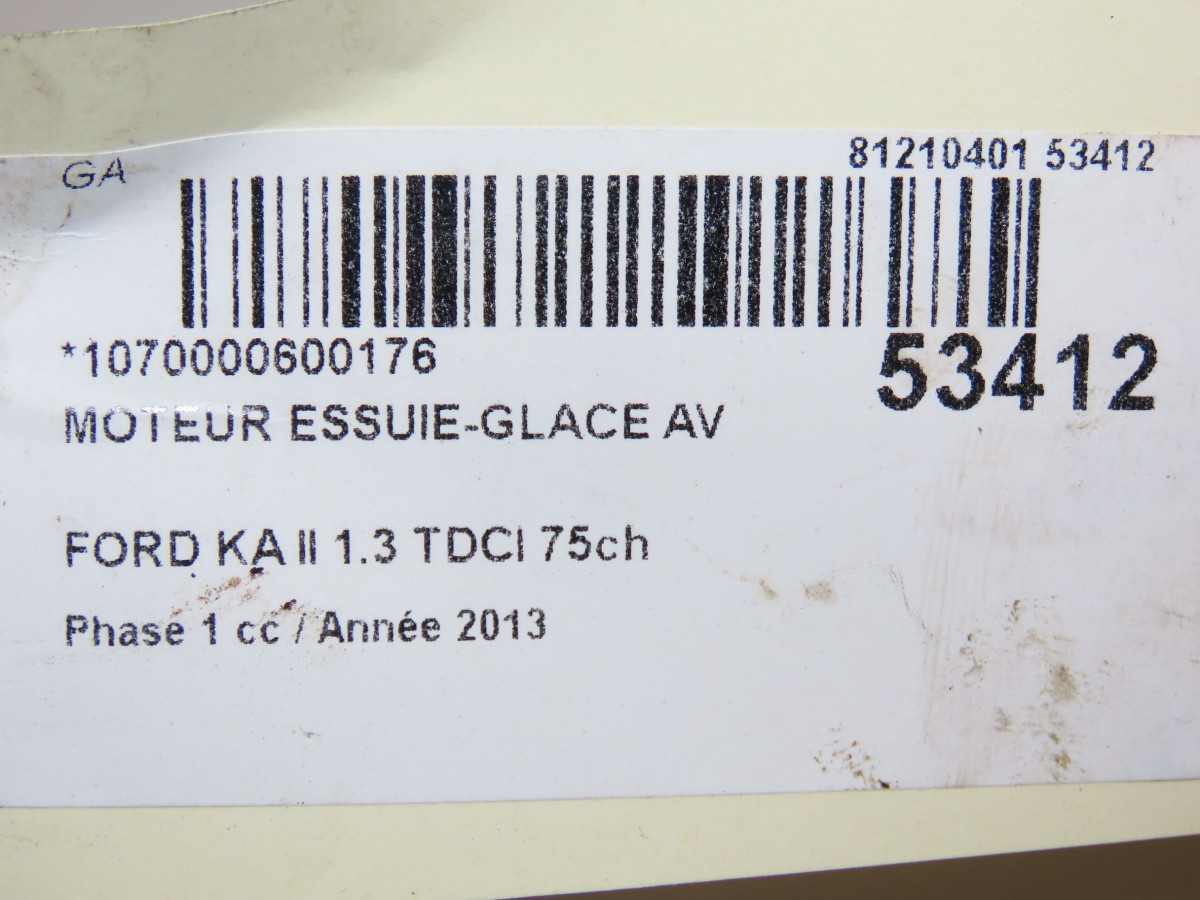 GA
81210401 53412
*1070000600176
53412
MOTEUR ESSUIE-GLACE AV
FORD KA II 1.3 TDCI 75ch
Phase 1 cc / Année 2013